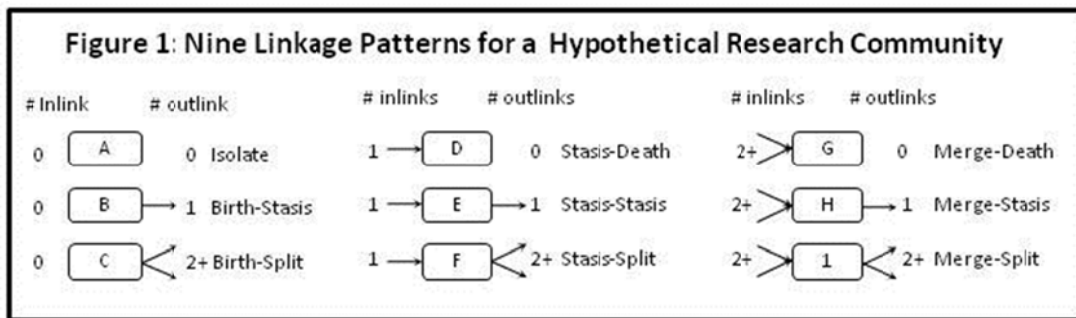 Figure 1: Nine Linkage Patterns for a Hypothetical Research Community
# Inlink # outlink
0 A 0 Isolate
0 B 1 Birth-Stasis
0 C 2+ Birth-Split
# inlinks # outlinks
1 D 0 Stasis-Death
1 E 1 Stasis-Stasis
1 F 2+ Stasis-Split
# inlinks # outlinks
2+ G 0 Merge-Death
2+ H 1 Merge-Stasis
2+ 1 2+ Merge-Split